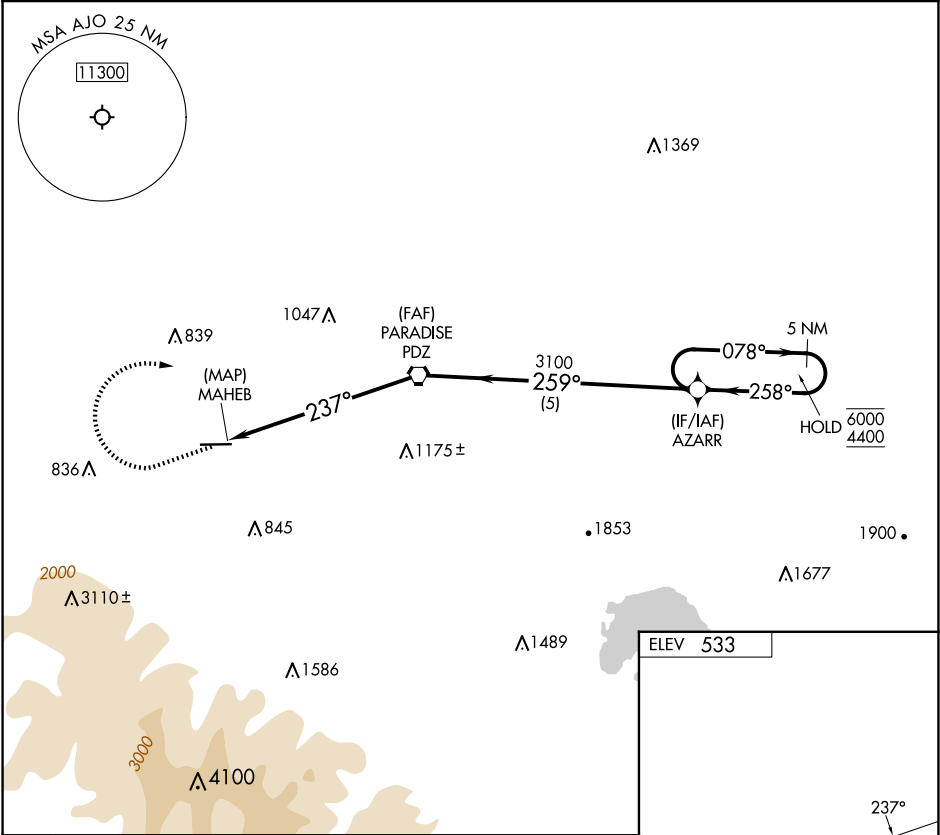 MSA AJO 25 NM
11300
1369
1047
839
(FAF)
PARADISE
PDZ
5 NM
078°
3100
259°
(5)
258°
(MAP)
MAHEB
237°
(IF/IAF)
AZARR
HOLD
6000
4400
1175±
836
845
1853
1900
2000
1677
3110±
1489
ELEV 533
1586
3000
4100
237°